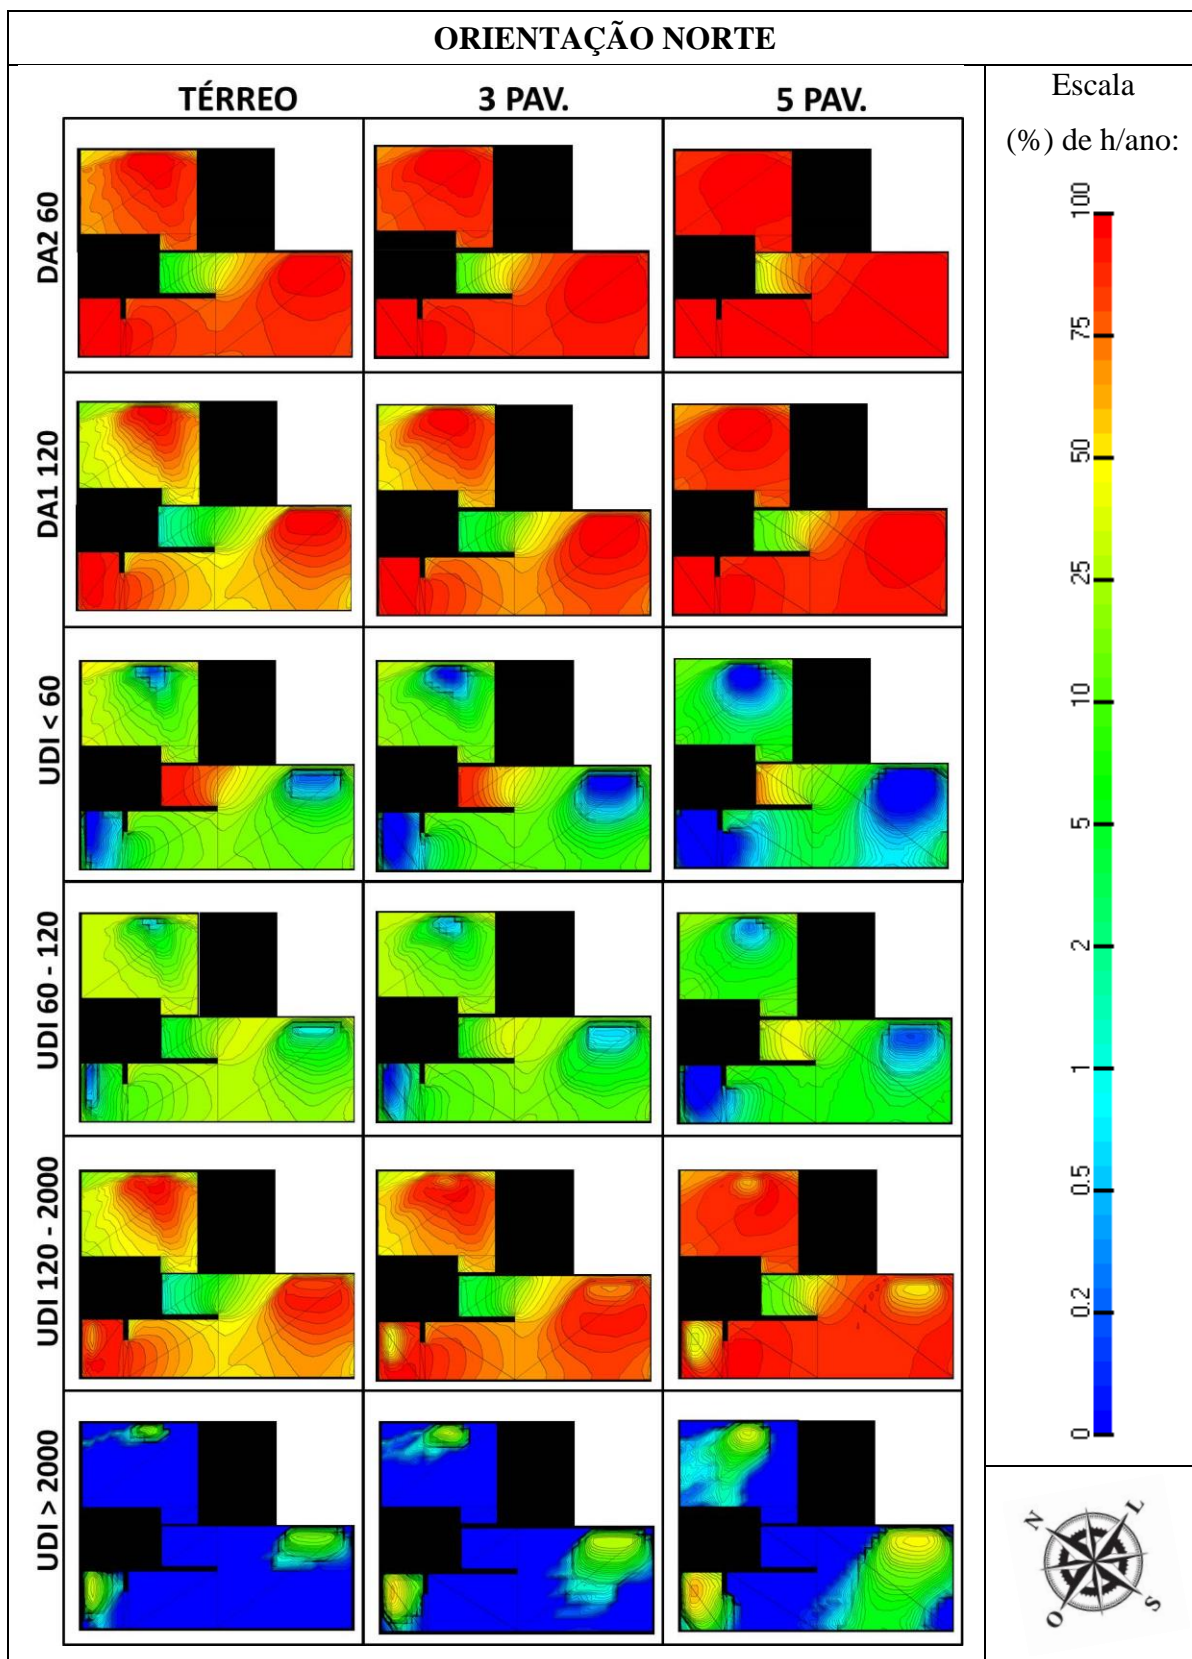 ORIENTAÇÃO NORTE
TÉRREO 3 PAV. 5 PAV.
Escala
(%) de h/ano:
DA2 60
DA1 120
UDI < 60
UDI 60 - 120
UDI 120 - 2000
UDI > 2000
100
75
50
25
10
5
2
1
0.5
0.2
0
N L
O S